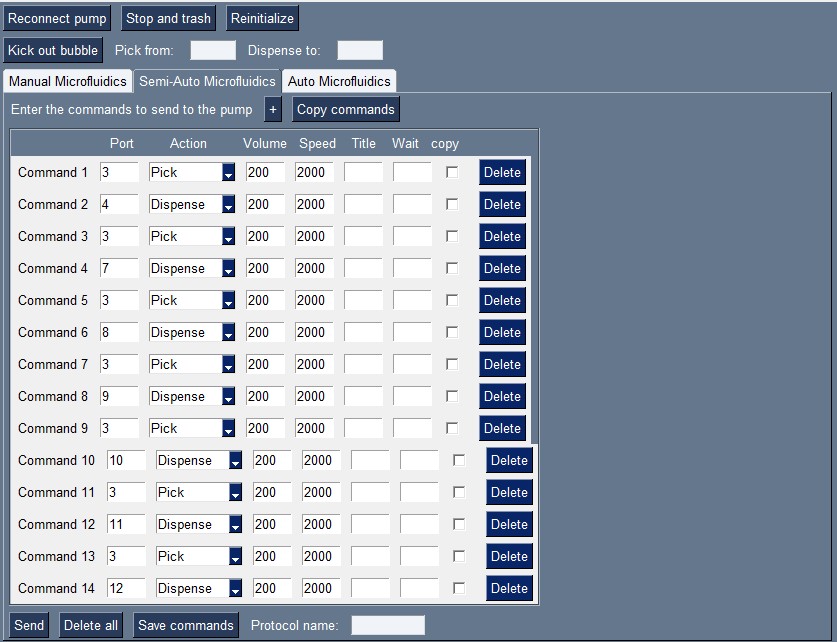 Reconnect pump Stop and trash Reinitialize
Kick out bubble Pick from: Dispense to:
Manual Microfluidics Semi-Auto Microfluidics Auto Microfluidics
Enter the commands to send to the pump + Copy commands
Port Action Volume Speed Title Wait copy
Command 1 3 Pick 200 2000 Delete
Command 2 4 Dispense 200 2000 Delete
Command 3 3 Pick 200 2000 Delete
Command 4 7 Dispense 200 2000 Delete
Command 5 3 Pick 200 2000 Delete
Command 6 8 Dispense 200 2000 Delete
Command 7 3 Pick 200 2000 Delete
Command 8 9 Dispense 200 2000 Delete
Command 9 3 Pick 200 2000 Delete
Command 10 10 Dispense 200 2000 Delete
Command 11 3 Pick 200 2000 Delete
Command 12 11 Dispense 200 2000 Delete
Command 13 3 Pick 200 2000 Delete
Command 14 12 Dispense 200 2000 Delete
Send Delete all Save commands Protocol name: